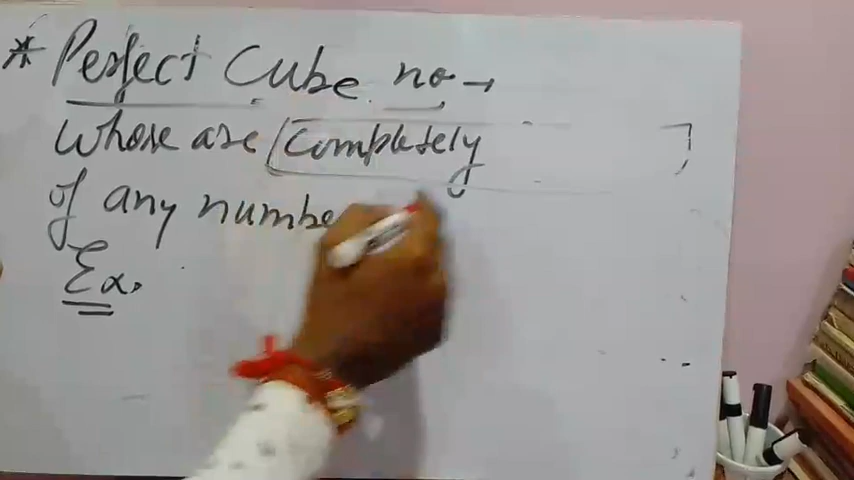 * Perfect Cube no →
Whose are Completely
of any numbe
Ex.